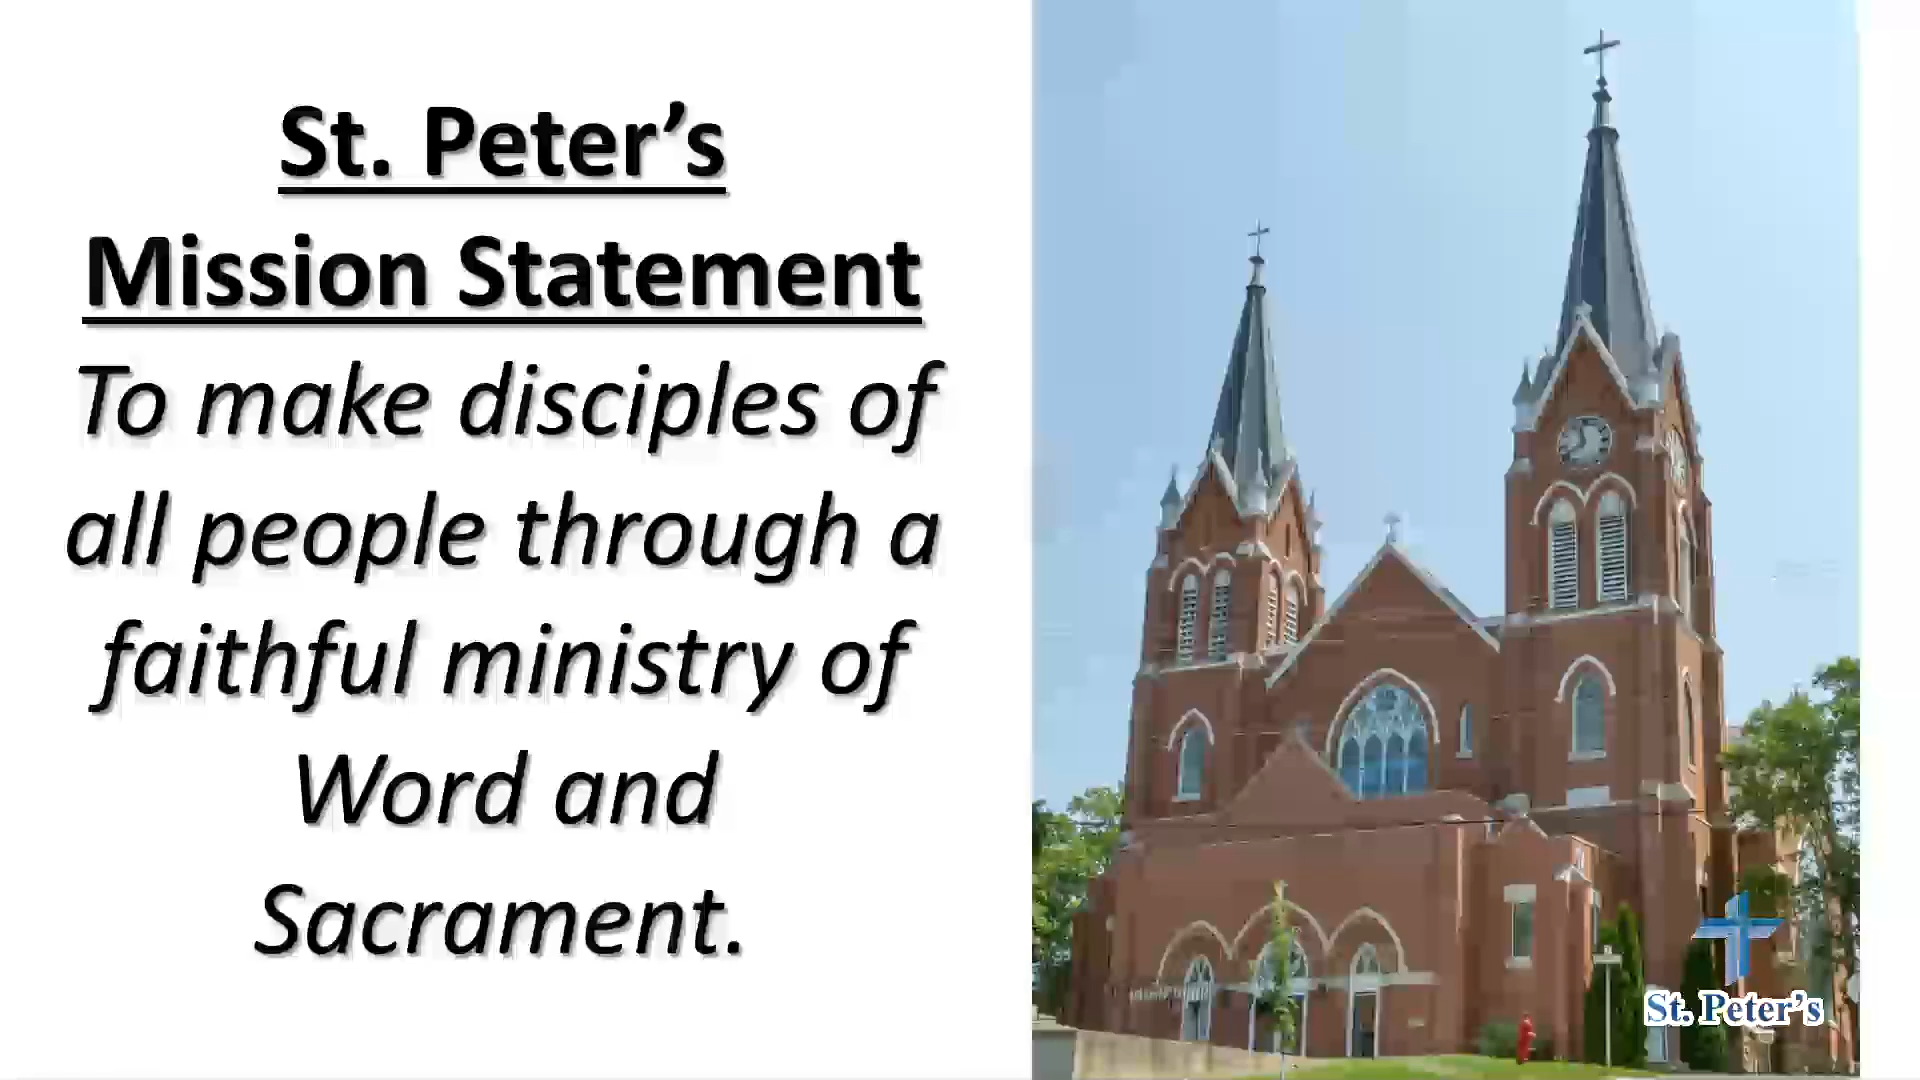 St. Peter’s
Mission Statement
To make disciples of
all people through a
faithful ministry of
Word and
Sacrament.
St. Peter’s